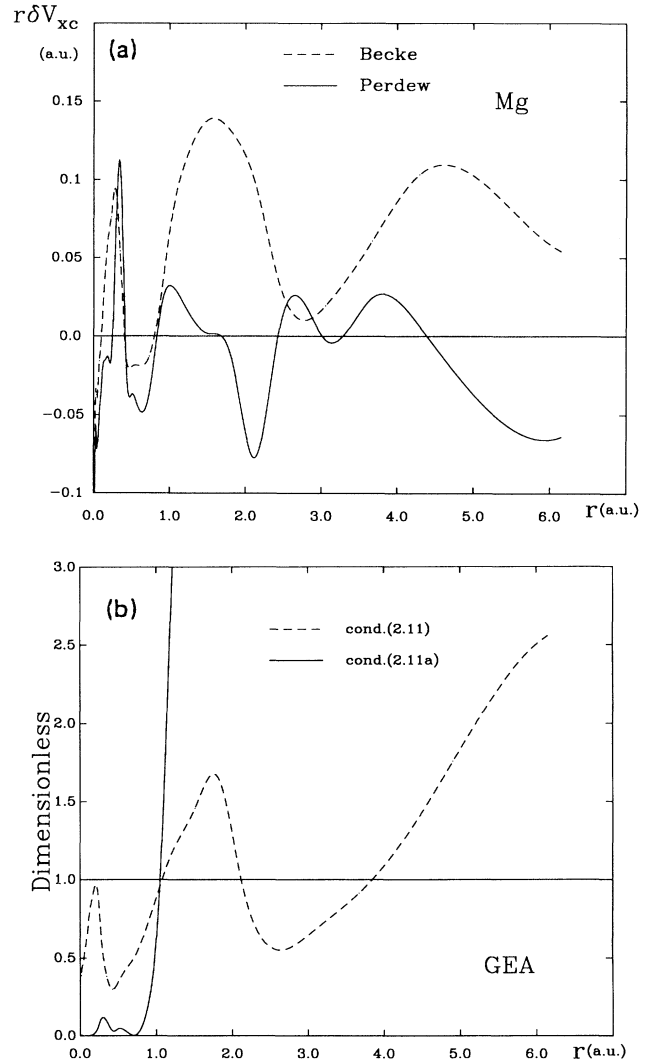 rδV_xc
(a.u.)
(a)
Becke
Perdew
Mg
0.15
0.1
0.05
0.0
−0.05
−0.1
0.0 1.0 2.0 3.0 4.0 5.0 6.0
r(a.u.)
3.0
(b)
cond.(2.11)
cond.(2.11a)
2.5
2.0
1.5
Dimensionless
1.0
0.5
GEA
0.0
0.0 1.0 2.0 3.0 4.0 5.0 6.0
r(a.u.)